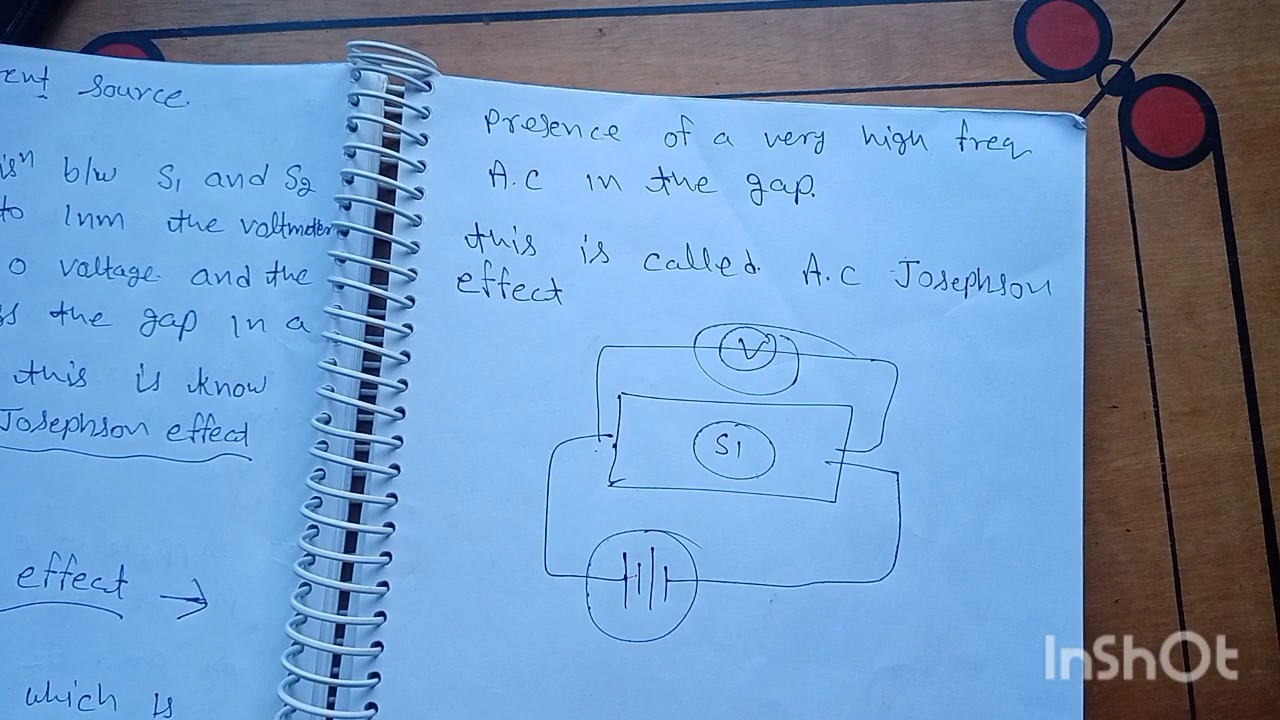 ent source.
isⁿ b/w S₁ and S₂
to 1nm the voltmeter
0 voltage. and the
ss the gap in a
this is know
Josephson effect
effect →
which is
presence of a very high freq
A.C in the gap.
this is called. A.C Josephson
effect
V
S1
InShOt